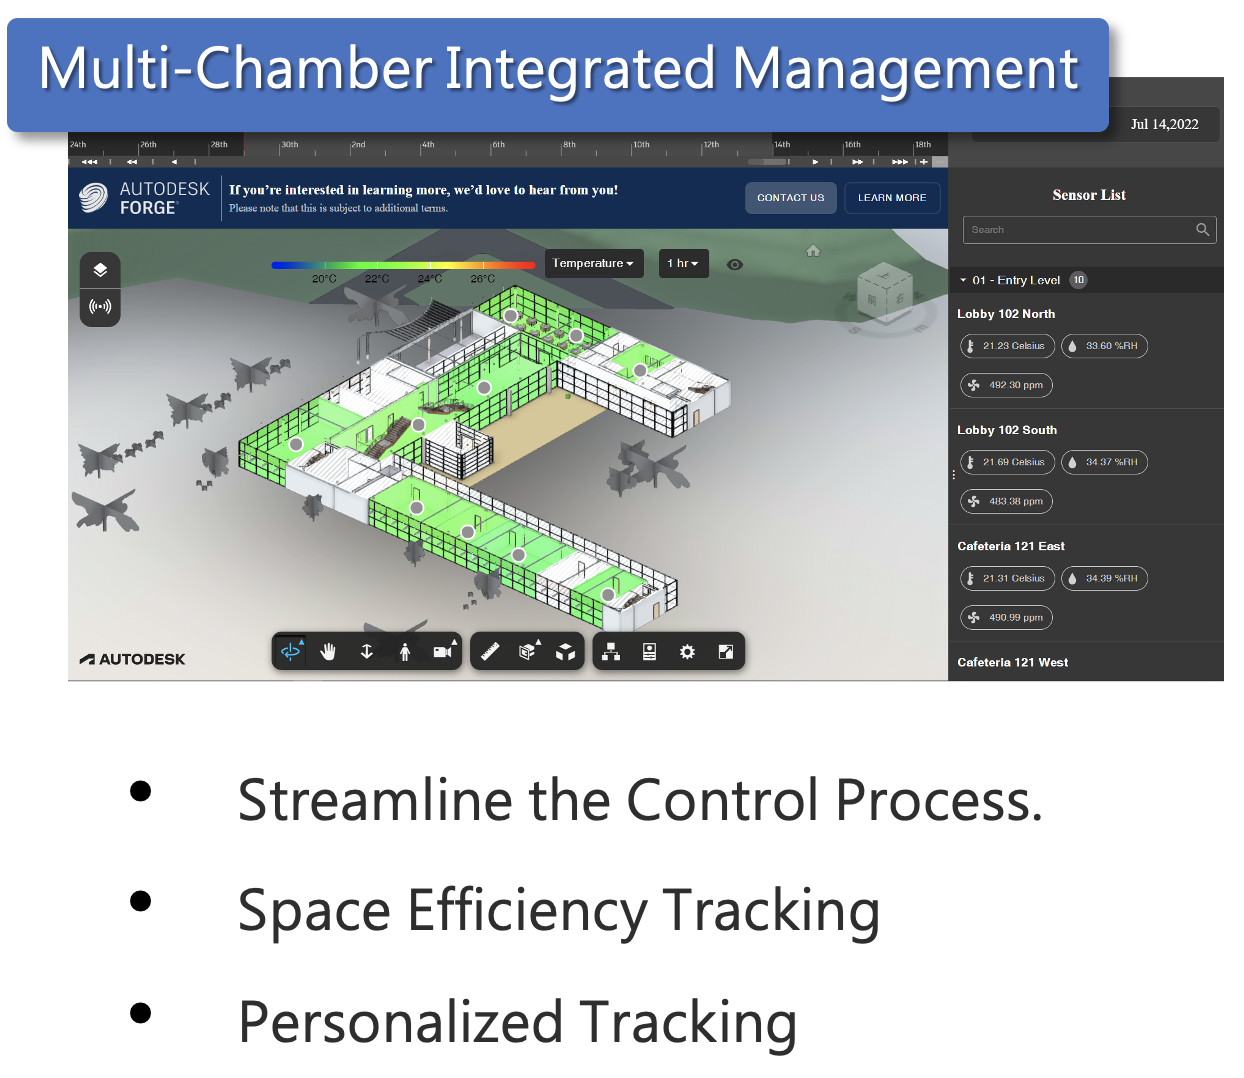 Multi-Chamber Integrated Management
Jul 14,2022
24th 26th 28th 30th 2nd 4th 6th 8th 10th 12th 14th 16th 18th
AUTODESK
FORGE
If you're interested in learning more, we'd love to hear from you!
Please note that this is subject to additional terms.
CONTACT US
LEARN MORE
Sensor List
Search
Temperature
1 hr
20°C 22°C 24°C 26°C
前 右
S E
01 - Entry Level 10
Lobby 102 North
21.23 Celsius
33.60 %RH
492.30 ppm
Lobby 102 South
21.69 Celsius
34.37 %RH
483.38 ppm
Cafeteria 121 East
21.31 Celsius
34.39 %RH
490.99 ppm
Cafeteria 121 West
AUTODESK
• Streamline the Control Process.
• Space Efficiency Tracking
• Personalized Tracking